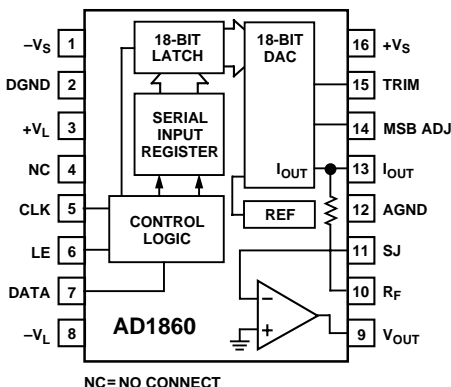 –VS 1
DGND 2
+VL 3
NC 4
CLK 5
LE 6
DATA 7
–VL 8
18-BIT
LATCH
SERIAL
INPUT
REGISTER
CONTROL
LOGIC
18-BIT
DAC
IOUT
REF
–
+
AD1860
16 +VS
15 TRIM
14 MSB ADJ
13 IOUT
12 AGND
11 SJ
10 RF
9 VOUT
NC= NO CONNECT